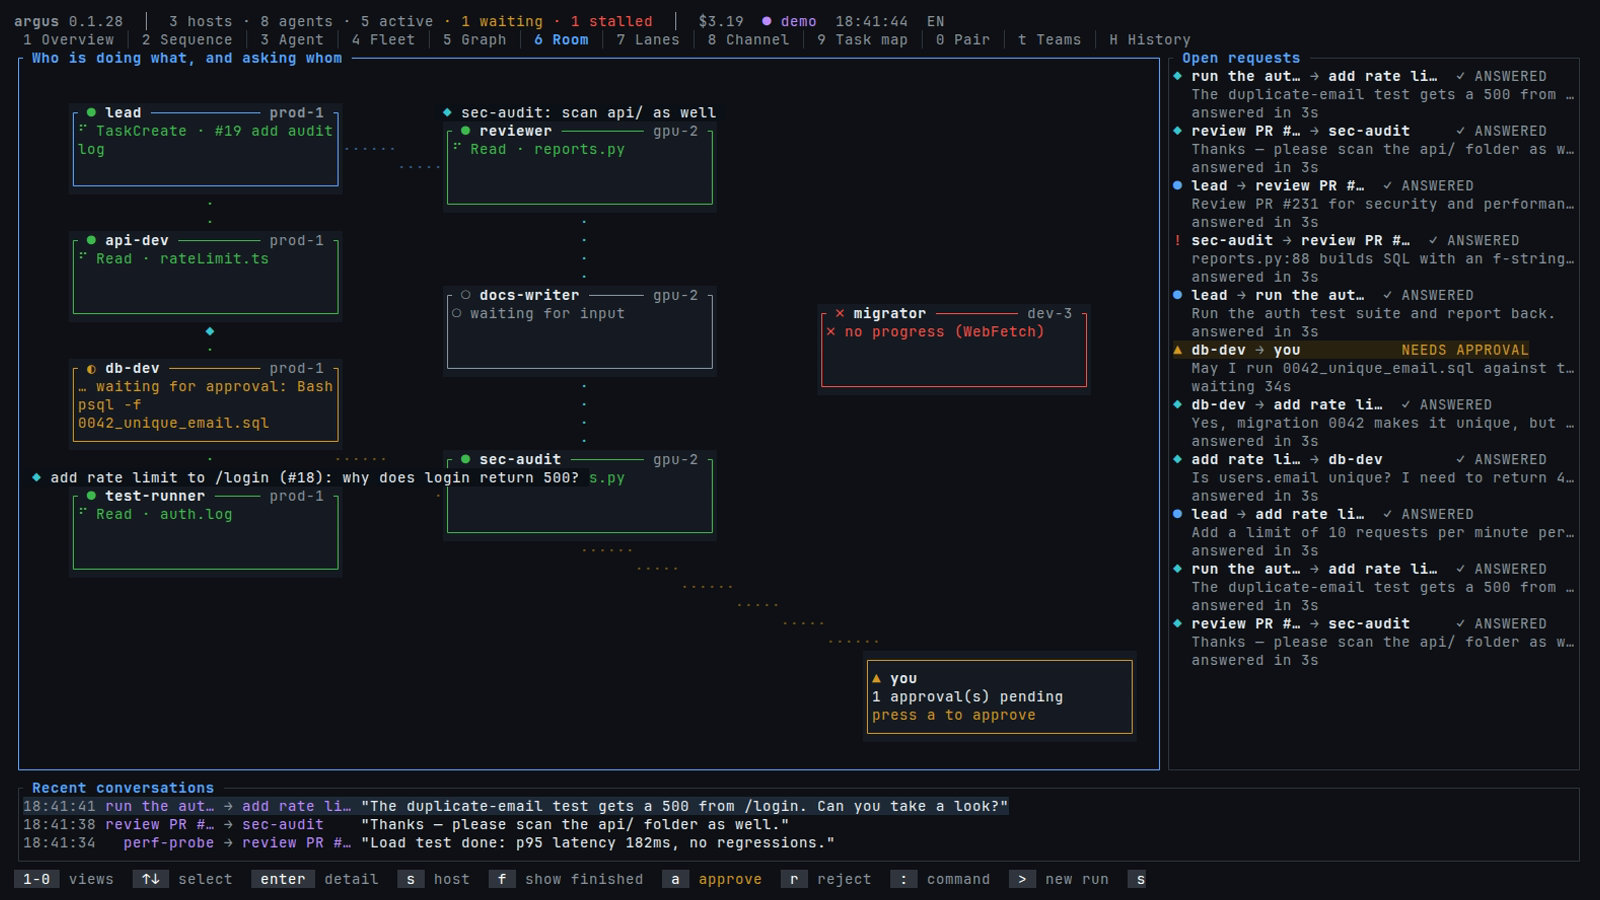 argus 0.1.28 │ 3 hosts · 8 agents · 5 active · 1 waiting · 1 stalled │ $3.19 ● demo 18:41:44 EN
1 Overview │ 2 Sequence │ 3 Agent │ 4 Fleet │ 5 Graph │ 6 Room │ 7 Lanes │ 8 Channel │ 9 Task map │ 0 Pair │ t Teams │ H History
Who is doing what, and asking whom
● lead prod-1
TaskCreate · #19 add audit
log
◆ sec-audit: scan api/ as well
● reviewer gpu-2
Read · reports.py
● api-dev prod-1
Read · rateLimit.ts
○ docs-writer gpu-2
○ waiting for input
× migrator dev-3
× no progress (WebFetch)
◐ db-dev prod-1
… waiting for approval: Bash
psql -f
0042_unique_email.sql
● sec-audit gpu-2
◆ add rate limit to /login (#18): why does login return 500? s.py
● test-runner prod-1
Read · auth.log
▲ you
1 approval(s) pending
press a to approve
Open requests
◆ run the aut… → add rate li… ✓ ANSWERED
The duplicate-email test gets a 500 from …
answered in 3s
◆ review PR #… → sec-audit ✓ ANSWERED
Thanks — please scan the api/ folder as w…
answered in 3s
● lead → review PR #… ✓ ANSWERED
Review PR #231 for security and performan…
answered in 3s
! sec-audit → review PR #… ✓ ANSWERED
reports.py:88 builds SQL with an f-string…
answered in 3s
● lead → run the aut… ✓ ANSWERED
Run the auth test suite and report back.
answered in 3s
▲ db-dev → you NEEDS APPROVAL
May I run 0042_unique_email.sql against t…
waiting 34s
◆ db-dev → add rate li… ✓ ANSWERED
Yes, migration 0042 makes it unique, but …
answered in 3s
◆ add rate li… → db-dev ✓ ANSWERED
Is users.email unique? I need to return 4…
answered in 3s
● lead → add rate li… ✓ ANSWERED
Add a limit of 10 requests per minute per…
answered in 3s
◆ run the aut… → add rate li… ✓ ANSWERED
The duplicate-email test gets a 500 from …
answered in 3s
◆ review PR #… → sec-audit ✓ ANSWERED
Thanks — please scan the api/ folder as w…
answered in 3s
Recent conversations
18:41:41 run the aut… → add rate li… "The duplicate-email test gets a 500 from /login. Can you take a look?"
18:41:38 review PR #… → sec-audit "Thanks — please scan the api/ folder as well."
18:41:34 perf-probe → review PR #… "Load test done: p95 latency 182ms, no regressions."
1-0 views ↑↓ select enter detail s host f show finished a approve r reject : command > new run s